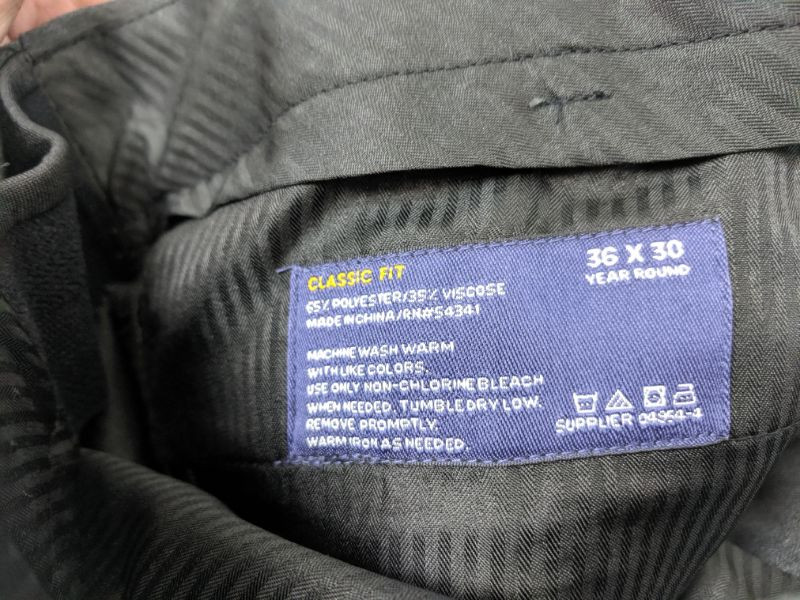 CLASSIC FIT
65% POLYESTER/35% VISCOSE
MADE IN CHINA/RN#54341
36 X 30
YEAR ROUND
MACHINE WASH WARM
WITH LIKE COLORS.
USE ONLY NON-CHLORINE BLEACH
WHEN NEEDED. TUMBLE DRY LOW.
REMOVE PROMPTLY.
WARM IRON AS NEEDED.
SUPPLIER